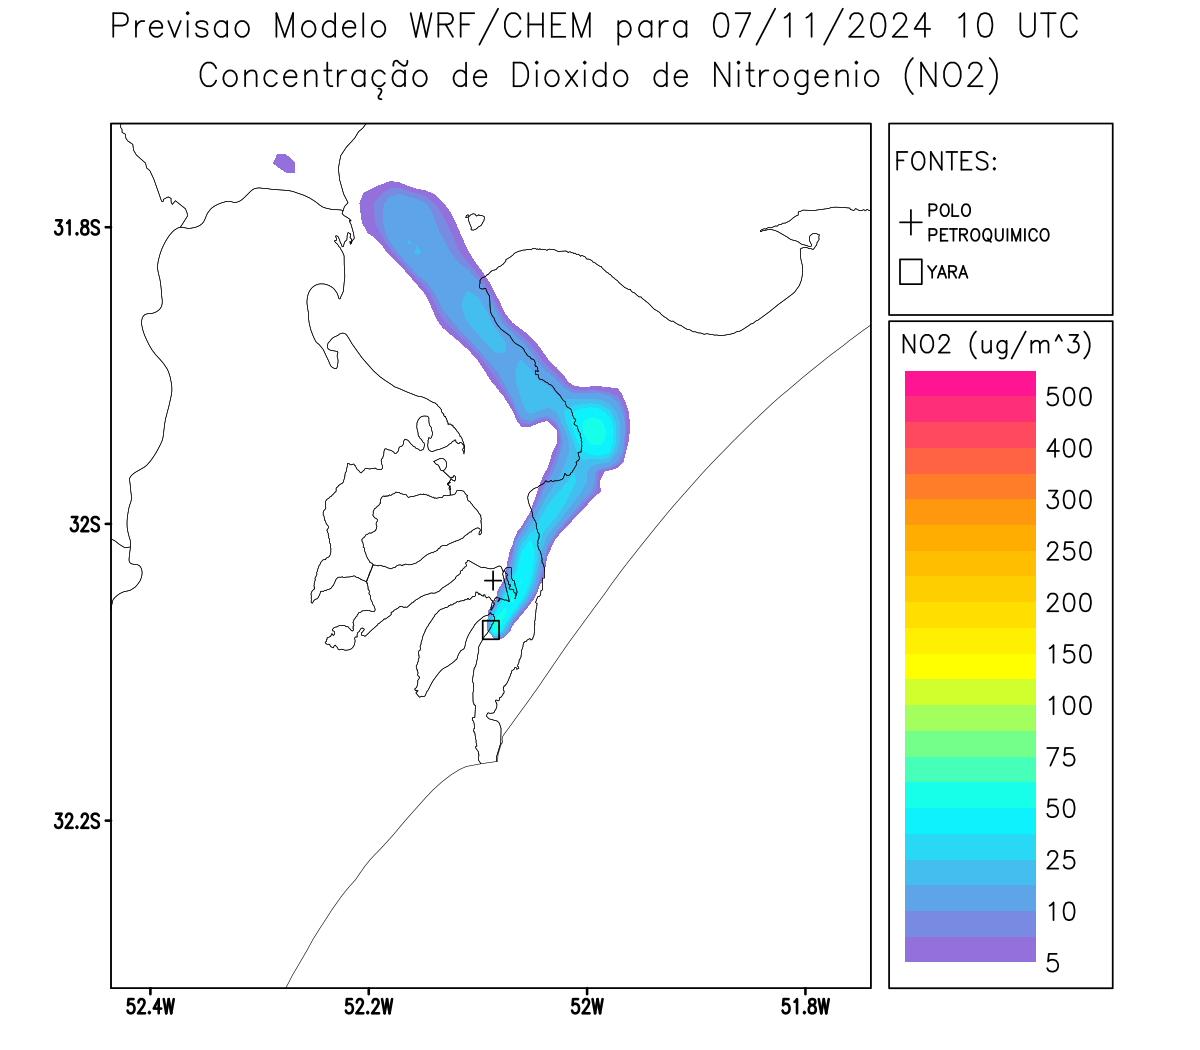 Previsao Modelo WRF/CHEM para 07/11/2024 10 UTC
Concentração de Dioxido de Nitrogenio (NO2)
FONTES:
POLO
PETROQUIMICO
YARA
NO2 (ug/m^3)
500
400
300
250
200
150
100
75
50
25
10
5
31.8S
32S
32.2S
52.4W
52.2W
52W
51.8W